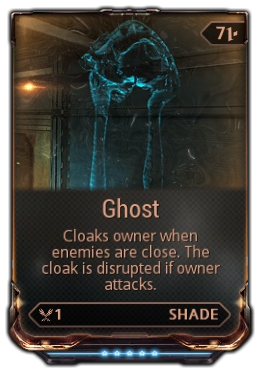 71
Ghost
Cloaks owner when
enemies are close. The
cloak is disrupted if owner
attacks.
1 SHADE